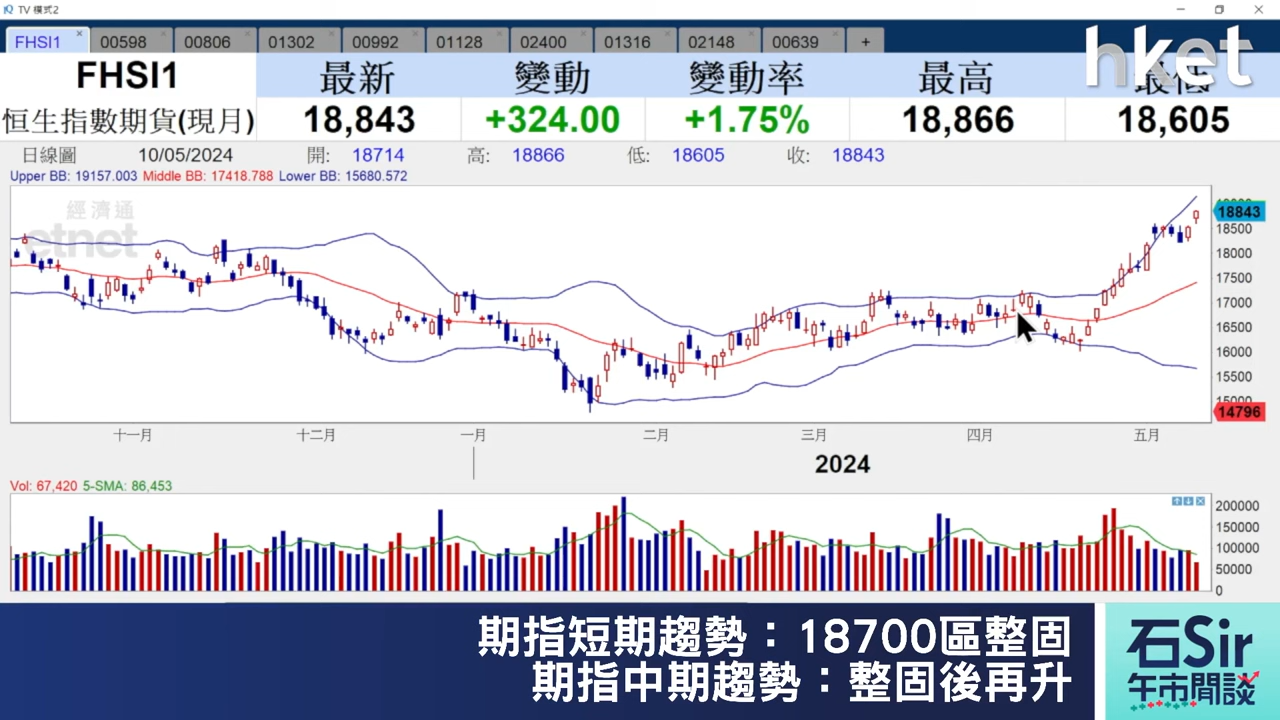 TV 模式2
FHSI1 00598 00806 01302 00992 01128 02400 01316 02148 00639 +
hket
FHSI1 最新 變動 變動率 最高 最低
恒生指數期貨(現月) 18,843 +324.00 +1.75% 18,866 18,605
日線圖 10/05/2024 開: 18714 高: 18866 低: 18605 收: 18843
Upper BB: 19157.003 Middle BB: 17418.788 Lower BB: 15680.572
經濟通
etnet
18843
18500
18000
17500
17000
16500
16000
15500
15000
14796
十一月 十二月 一月 二月 三月 四月 五月
2024
Vol: 67,420 5-SMA: 86,453
200000
150000
100000
50000
0
期指短期趨勢：18700區整固
期指中期趨勢：整固後再升
石Sir
午市閒談